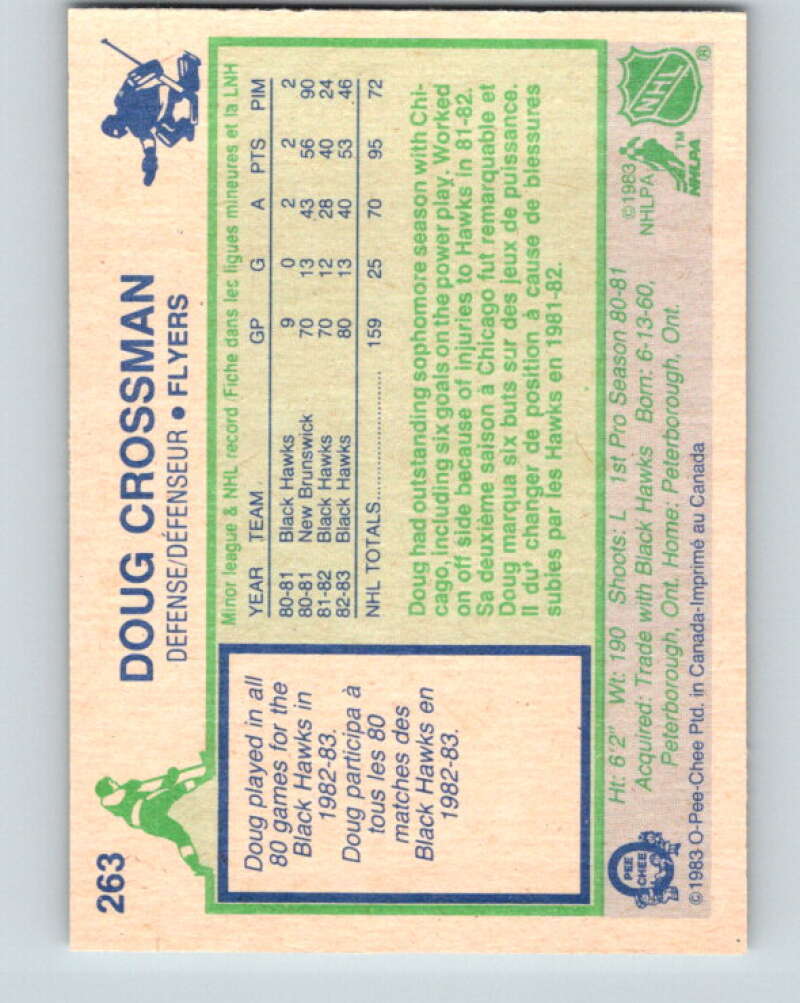 263
DOUG CROSSMAN
DEFENSE/DÉFENSEUR • FLYERS
Doug played in all
80 games for the
Black Hawks in
1982-83.
Doug participa à
tous les 80
matches des
Black Hawks en
1982-83.
Minor league & NHL record /Fiche dans les ligues mineures et la LNH
YEAR TEAM GP G A PTS PIM
80-81 Black Hawks 9 0 2 2 2
80-81 New Brunswick 70 13 43 56 90
81-82 Black Hawks 70 12 28 40 24
82-83 Black Hawks 80 13 40 53 46
NHL TOTALS........................ 159 25 70 95 72
Doug had outstanding sophomore season with Chi-
cago, including six goals on the power play. Worked
on off side because of injuries to Hawks in 81-82.
Sa deuxième saison à Chicago fut remarquable et
Doug marqua six buts sur des jeux de puissance.
Il du' changer de position à cause de blessures
subies par les Hawks en 1981-82.
Ht: 6'2" Wt: 190 Shoots: L 1st Pro Season 80-81
Acquired: Trade with Black Hawks Born: 6-13-60,
Peterborough, Ont. Home: Peterborough, Ont.
©1983
NHLPA
NHL
®
TM
NHLPA
O
PEE
CHEE
©1983 O-Pee-Chee Ptd. in Canada-Imprimé au Canada